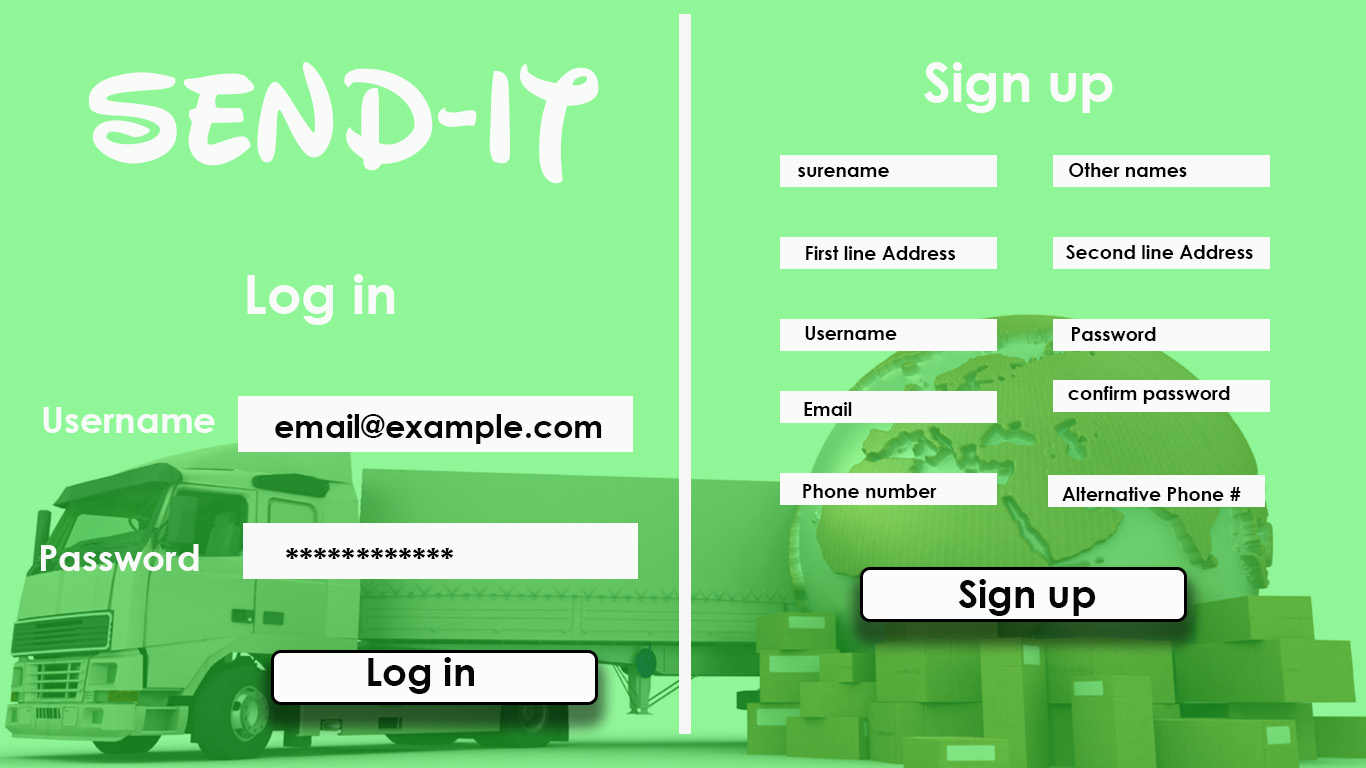 SEND-IT
Log in
Username
email@example.com
Password
************
Log in
Sign up
surename
Other names
First line Address
Second line Address
Username
Password
Email
confirm password
Phone number
Alternative Phone #
Sign up